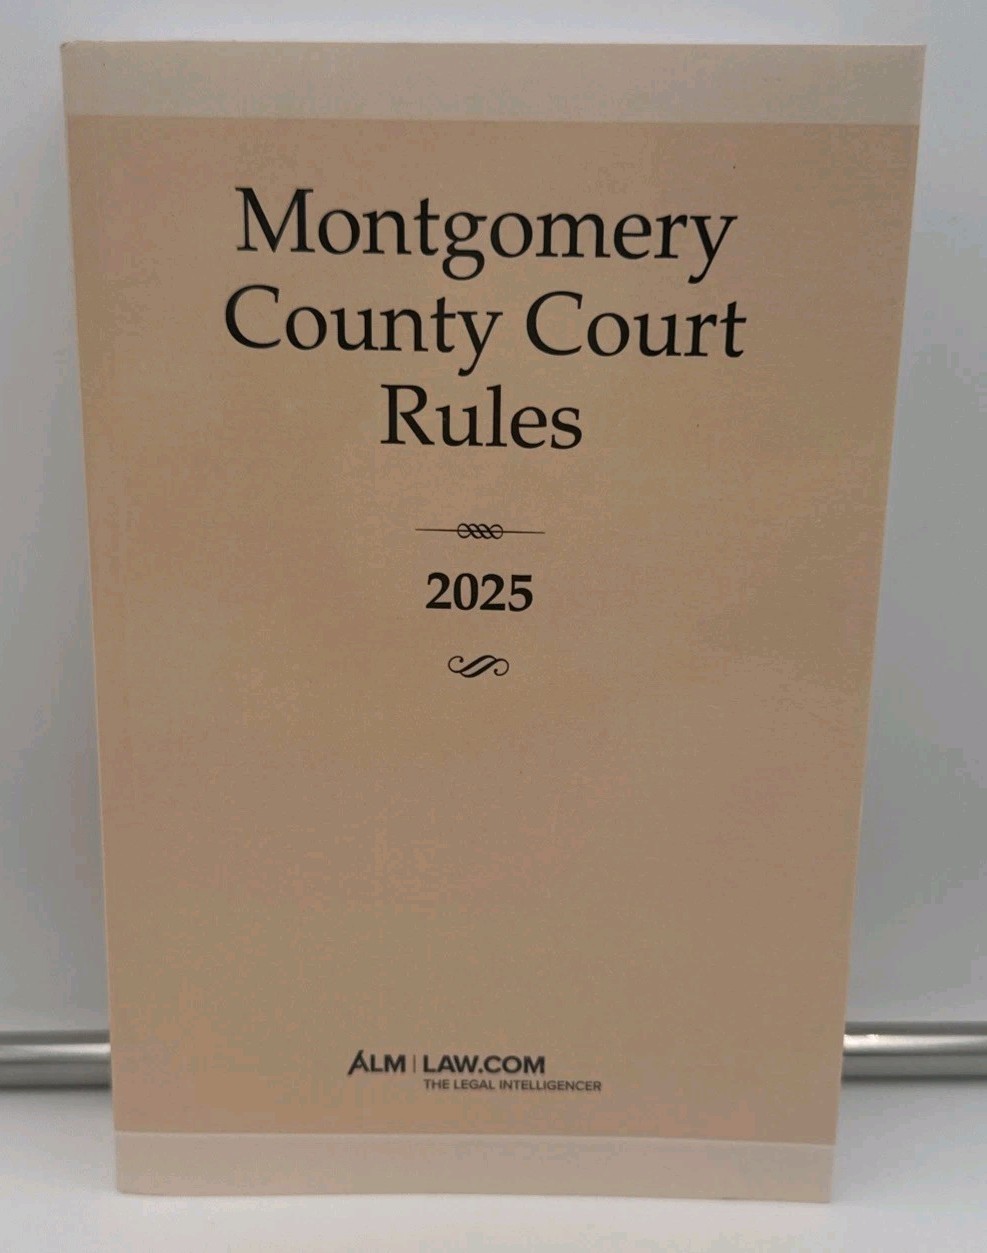 Montgomery
County Court
Rules
2025
ALM | LAW.COM
THE LEGAL INTELLIGENCER